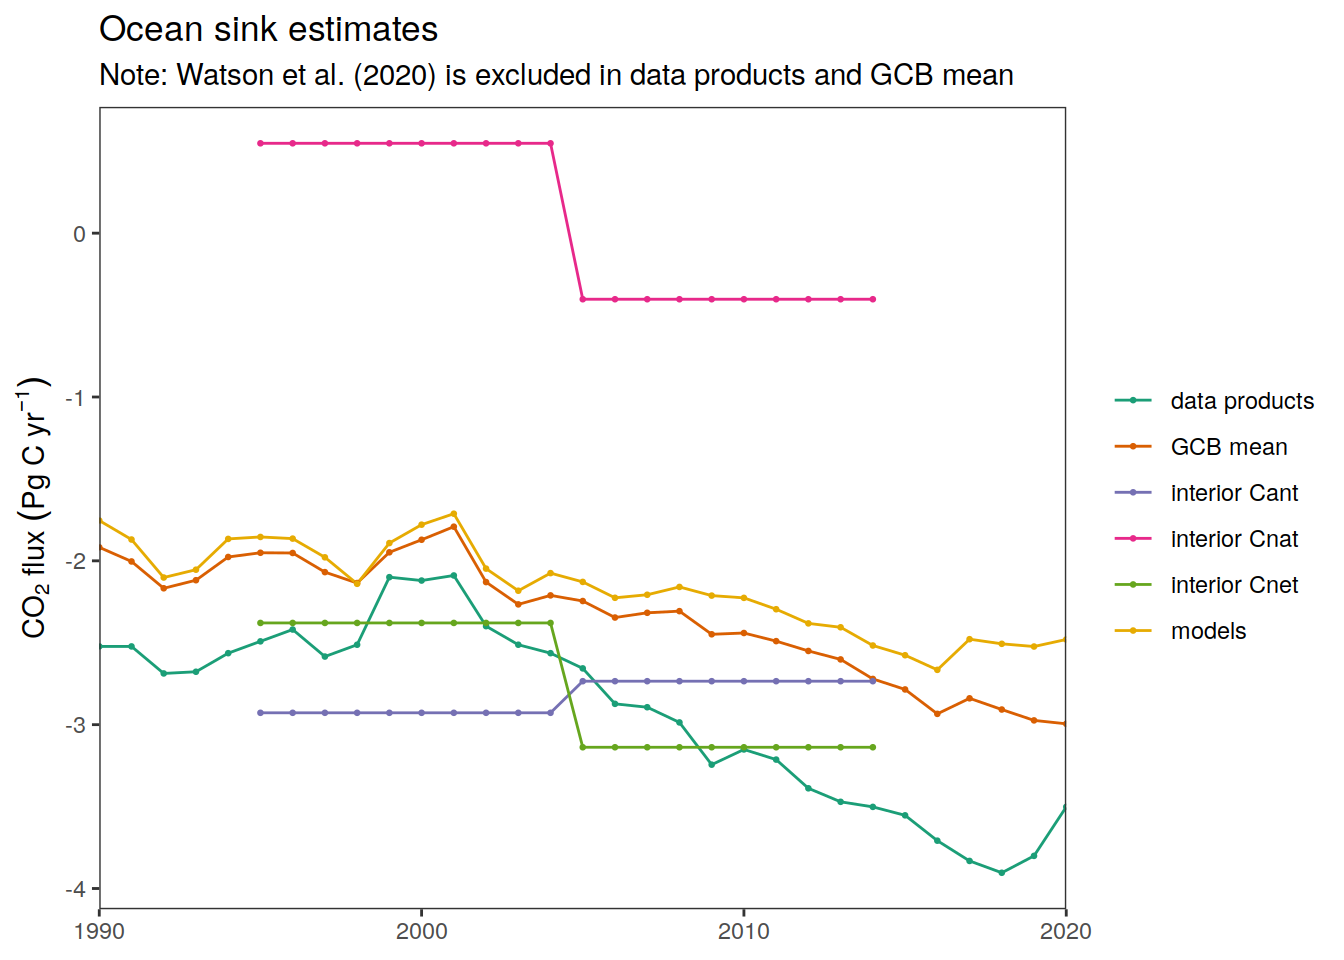 Ocean sink estimates
Note: Watson et al. (2020) is excluded in data products and GCB mean
CO₂ flux (Pg C yr⁻¹)
0
-1
-2
-3
-4
1990 2000 2010 2020
data products
GCB mean
interior Cant
interior Cnat
interior Cnet
models